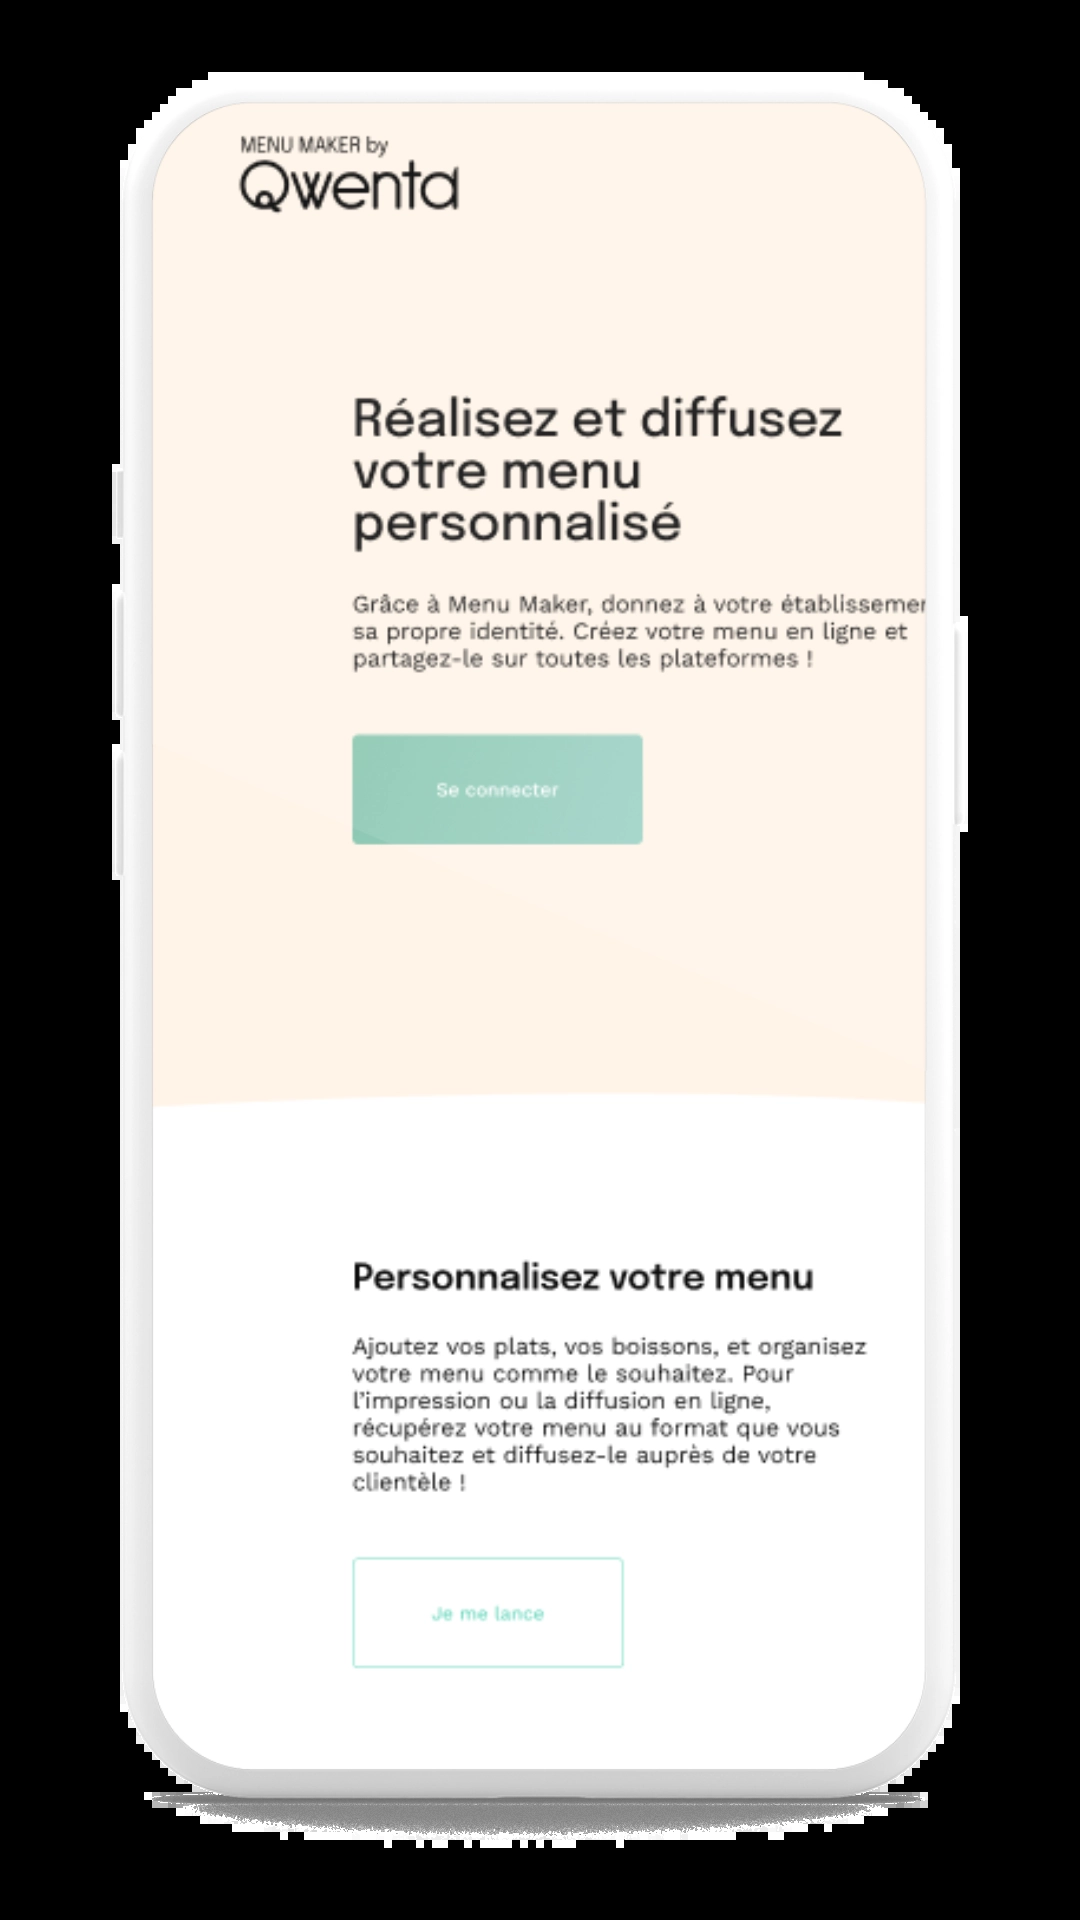 MENU MAKER by
Qwenta
Réalisez et diffusez
votre menu
personnalisé
Grâce à Menu Maker, donnez à votre établissemen
sa propre identité. Créez votre menu en ligne et
partagez-le sur toutes les plateformes !
Se connecter
Personnalisez votre menu
Ajoutez vos plats, vos boissons, et organisez
votre menu comme le souhaitez. Pour
l’impression ou la diffusion en ligne,
récupérez votre menu au format que vous
souhaitez et diffusez-le auprès de votre
clientèle !
Je me lance